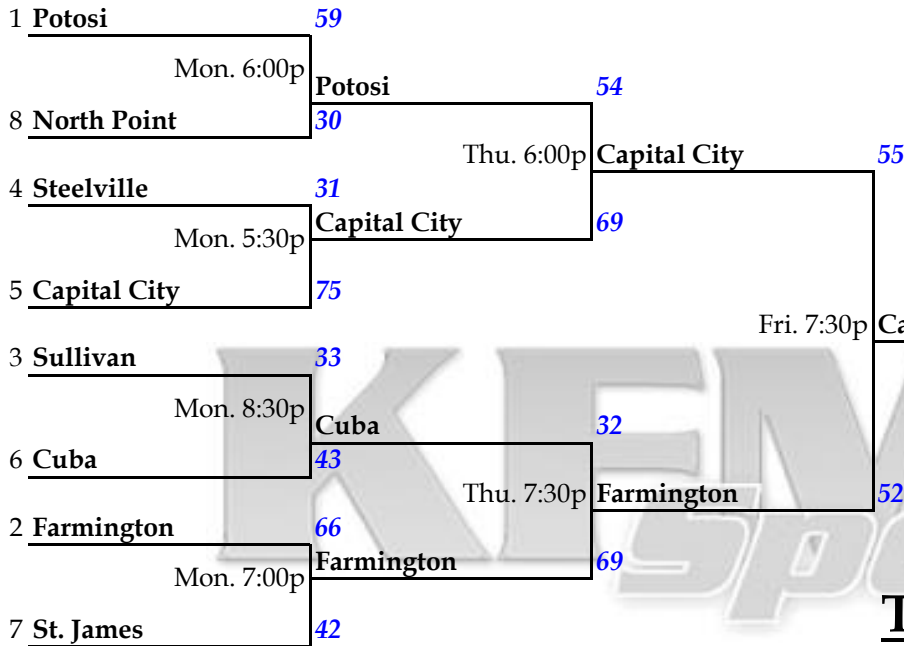 1 Potosi 59
Mon. 6:00p
Potosi 54
8 North Point 30
Thu. 6:00p Capital City 55
4 Steelville 31
Mon. 5:30p
Capital City 69
5 Capital City 75
Fri. 7:30p Ca
3 Sullivan 33
Mon. 8:30p
Cuba 32
6 Cuba 43
Thu. 7:30p Farmington 52
2 Farmington 66
Mon. 7:00p
Farmington 69
7 St. James 42
T